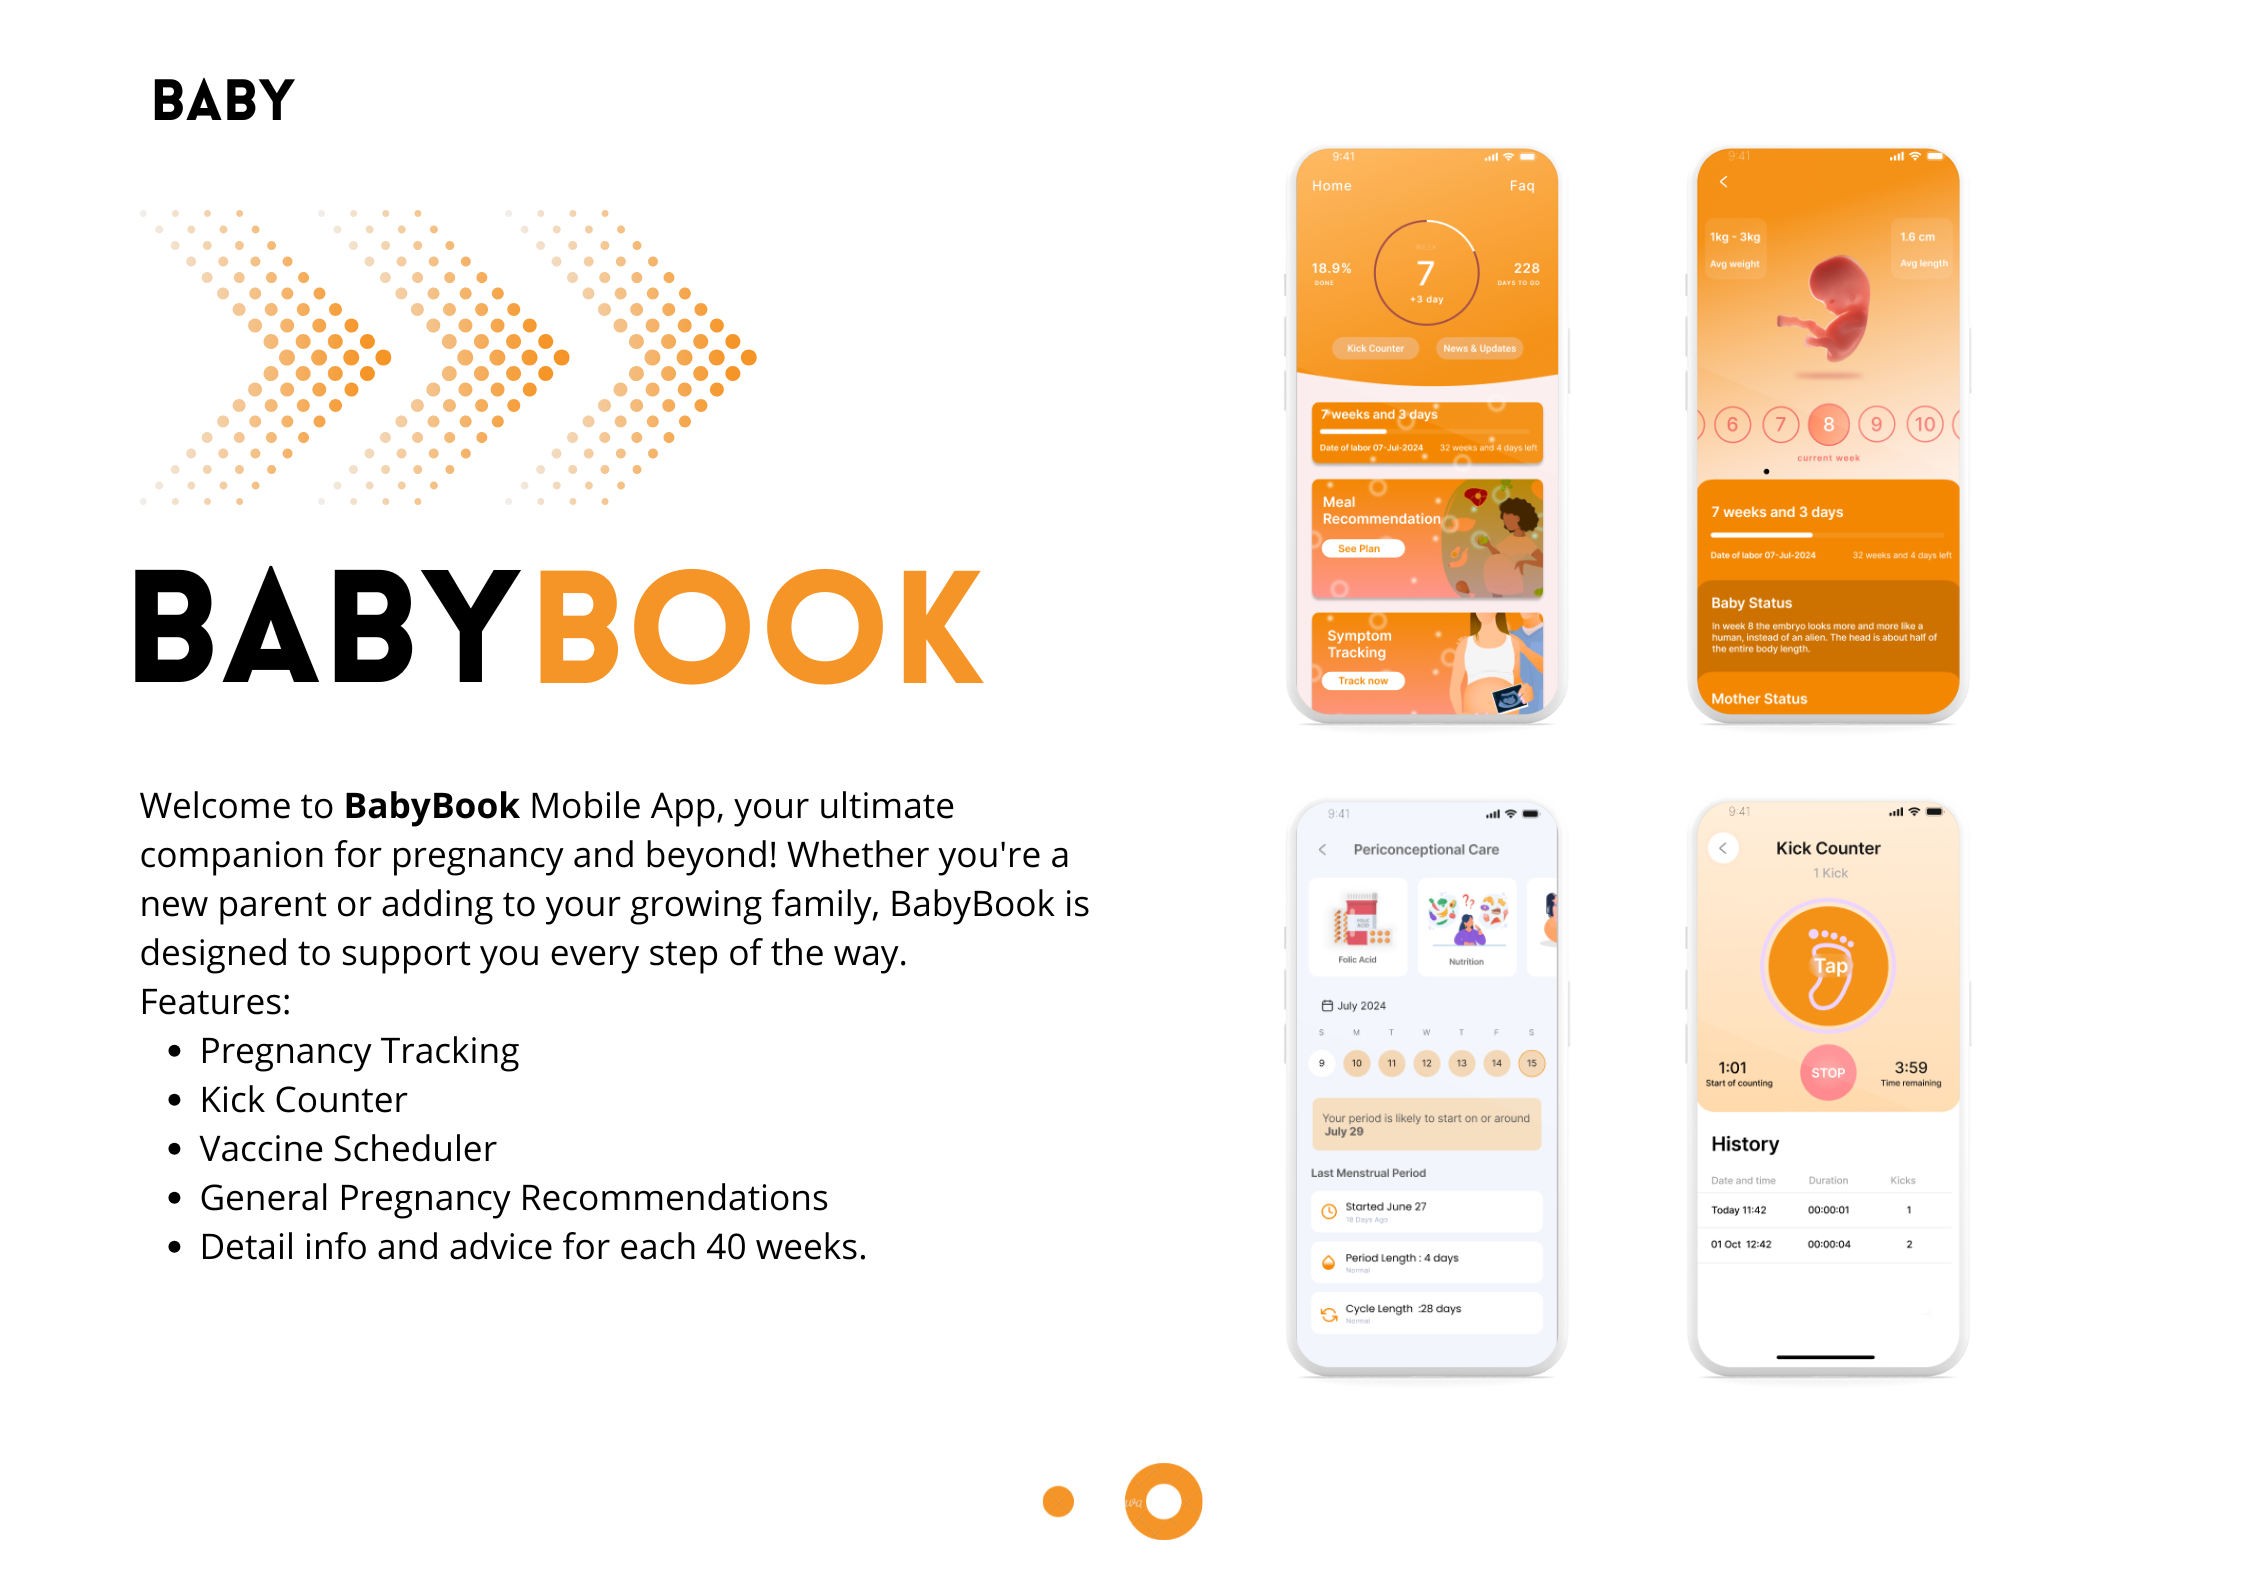 BABY
BABYBOOK
Welcome to BabyBook Mobile App, your ultimate
companion for pregnancy and beyond! Whether you're a
new parent or adding to your growing family, BabyBook is
designed to support you every step of the way.
Features:
• Pregnancy Tracking
• Kick Counter
• Vaccine Scheduler
• General Pregnancy Recommendations
• Detail info and advice for each 40 weeks.
9:41
Home Faq
WEEK
18.9% 7 228
DONE +3 day DAYS TO GO
Kick Counter News & Updates
7 weeks and 3 days
Date of labor 07-Jul-2024 32 weeks and 4 days left
Meal
Recommendation
See Plan
Symptom
Tracking
Track now
9:41
1kg - 3kg 1.6 cm
Avg weight Avg length
6 7 8 9 10
current week
7 weeks and 3 days
Date of labor 07-Jul-2024 32 weeks and 4 days left
Baby Status
In week 8 the embryo looks more and more like a
human, instead of an alien. The head is about half of
the entire body length.
Mother Status
9:41
Periconceptional Care
FOLIC
ACID
??
Folic Acid Nutrition
July 2024
S M T W T F S
9 10 11 12 13 14 15
Your period is likely to start on or around
July 29
Last Menstrual Period
Started June 27
18 Days Ago
Period Length : 4 days
Normal
Cycle Length :28 days
Normal
9:41
Kick Counter
1 Kick
Tap
1:01 STOP 3:59
Start of counting Time remaining
History
Date and time Duration Kicks
Today 11:42 00:00:01 1
01 Oct 12:42 00:00:04 2